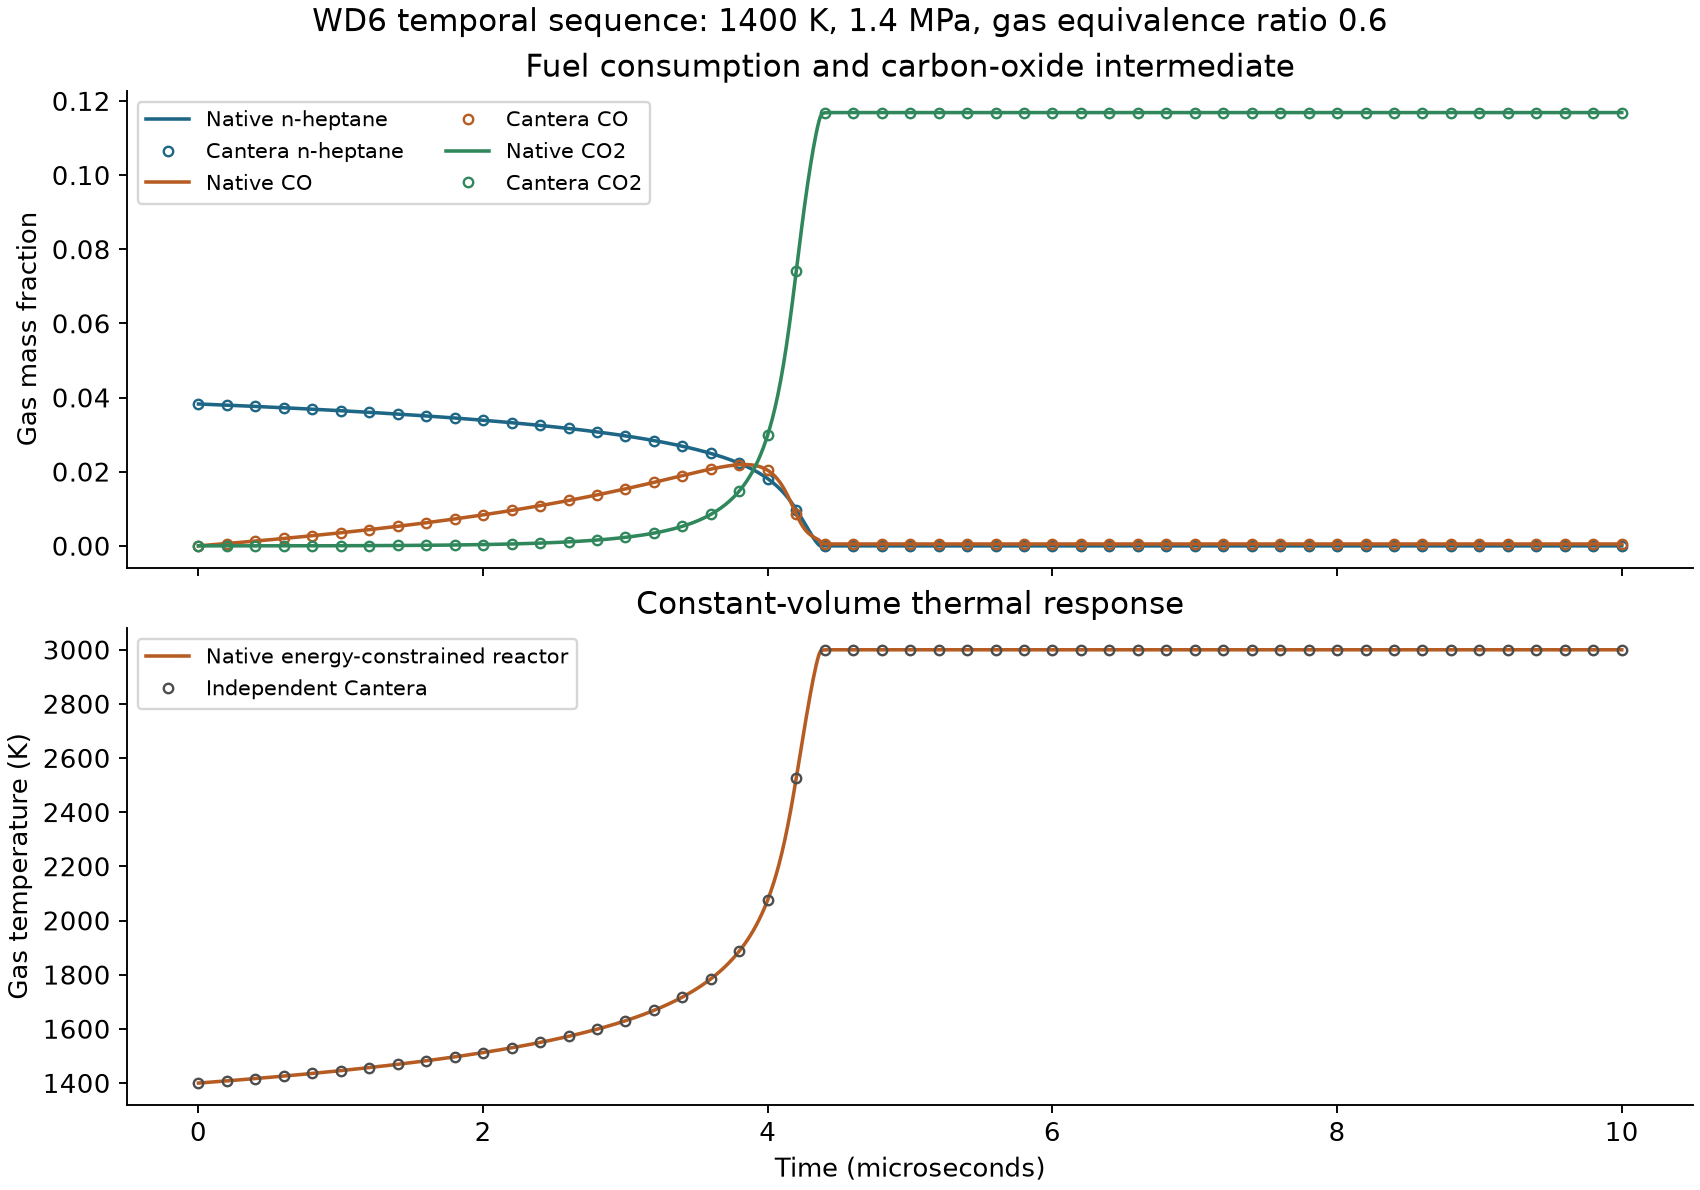 WD6 temporal sequence: 1400 K, 1.4 MPa, gas equivalence ratio 0.6
Fuel consumption and carbon-oxide intermediate
Native n-heptane
Cantera n-heptane
Native CO
Cantera CO
Native CO2
Cantera CO2
Gas mass fraction
0.12
0.10
0.08
0.06
0.04
0.02
0.00
Constant-volume thermal response
Native energy-constrained reactor
Independent Cantera
Gas temperature (K)
3000
2800
2600
2400
2200
2000
1800
1600
1400
0 2 4 6 8 10
Time (microseconds)